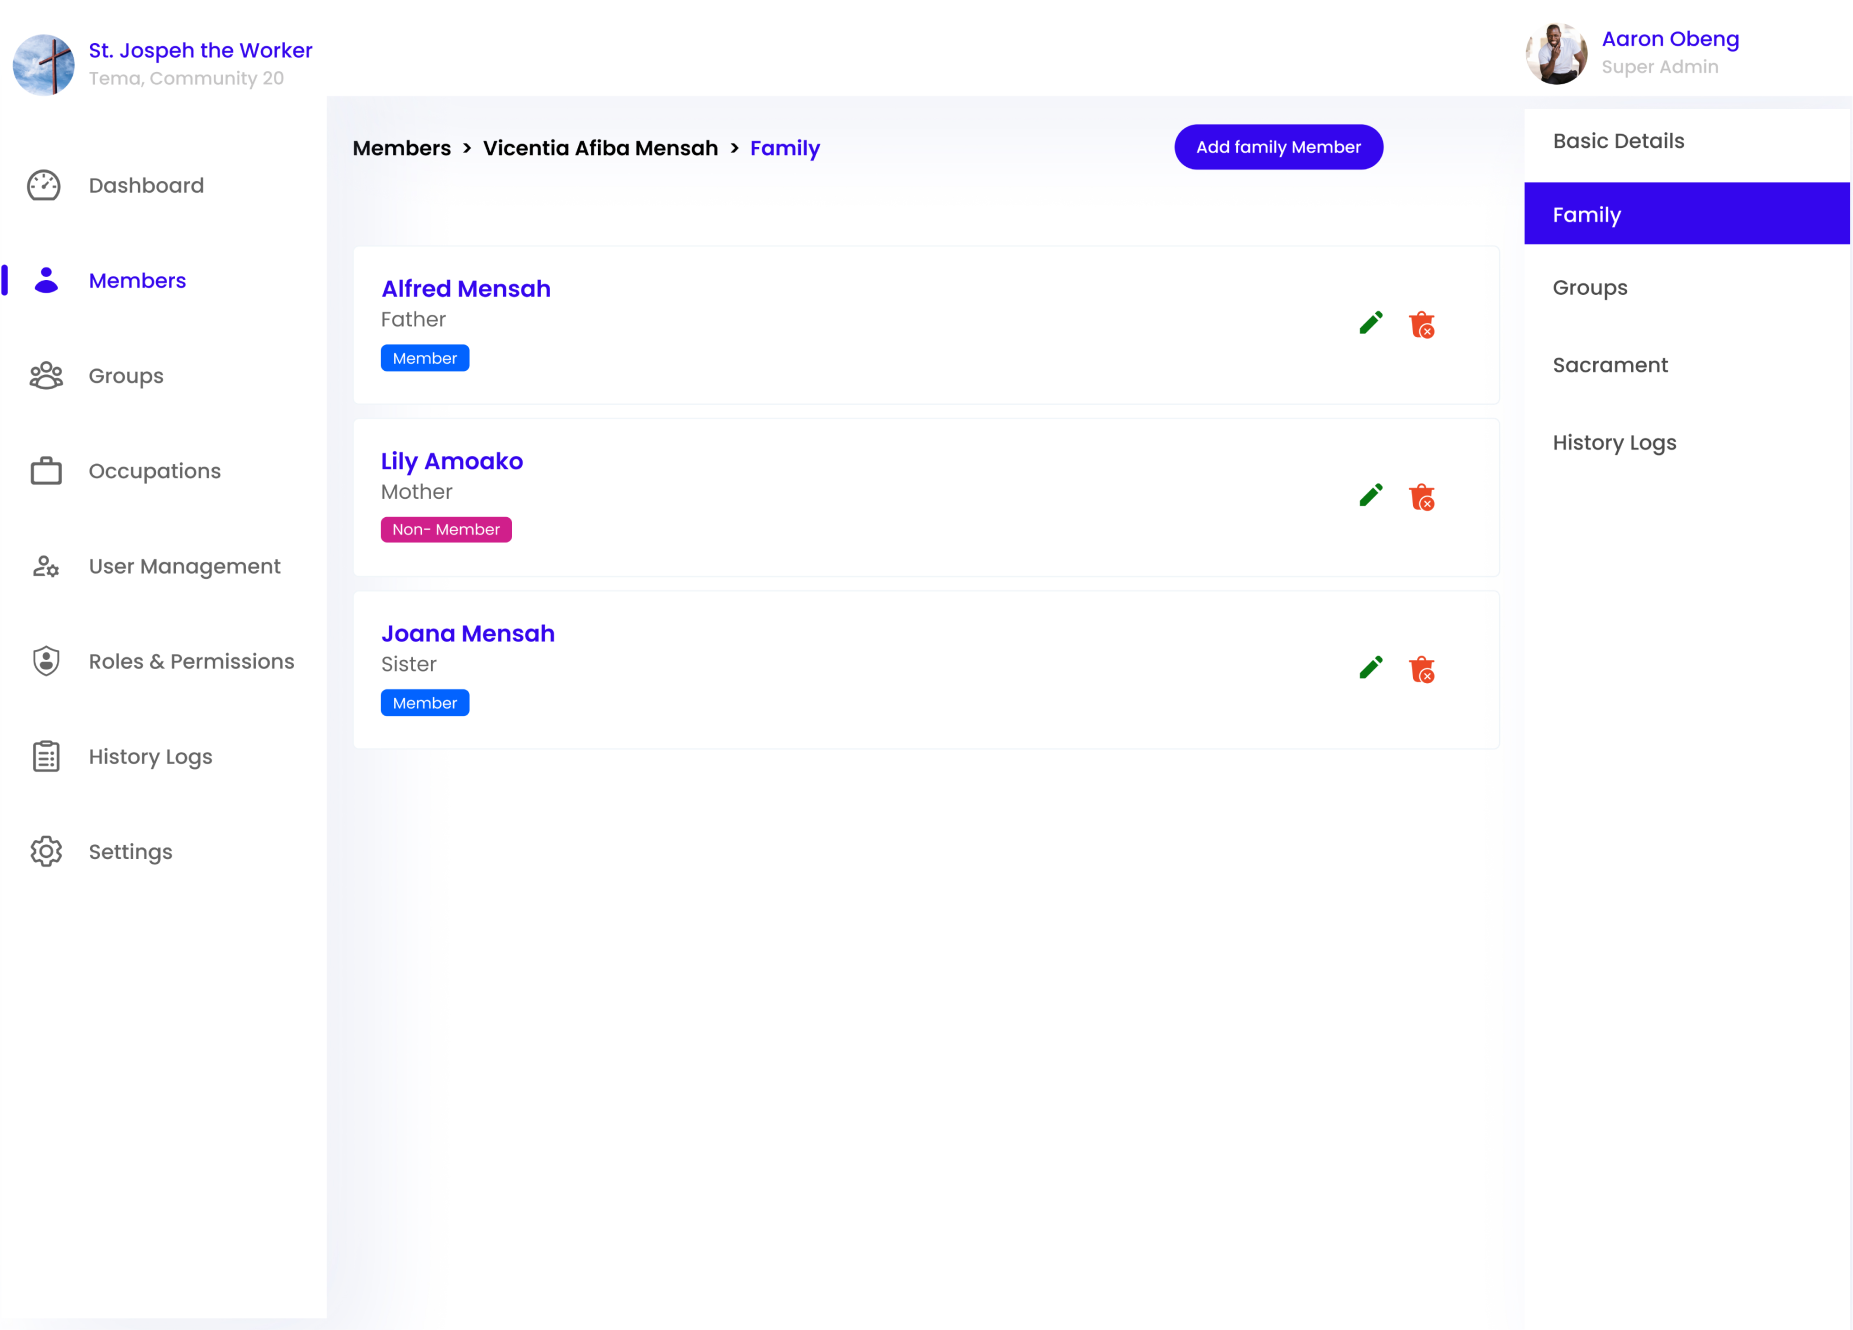 St. Jospeh the Worker
Tema, Community 20
Aaron Obeng
Super Admin
Dashboard
Members
Groups
Occupations
User Management
Roles & Permissions
History Logs
Settings
Members > Vicentia Afiba Mensah > Family
Add family Member
Alfred Mensah
Father
Member
Lily Amoako
Mother
Non- Member
Joana Mensah
Sister
Member
Basic Details
Family
Groups
Sacrament
History Logs